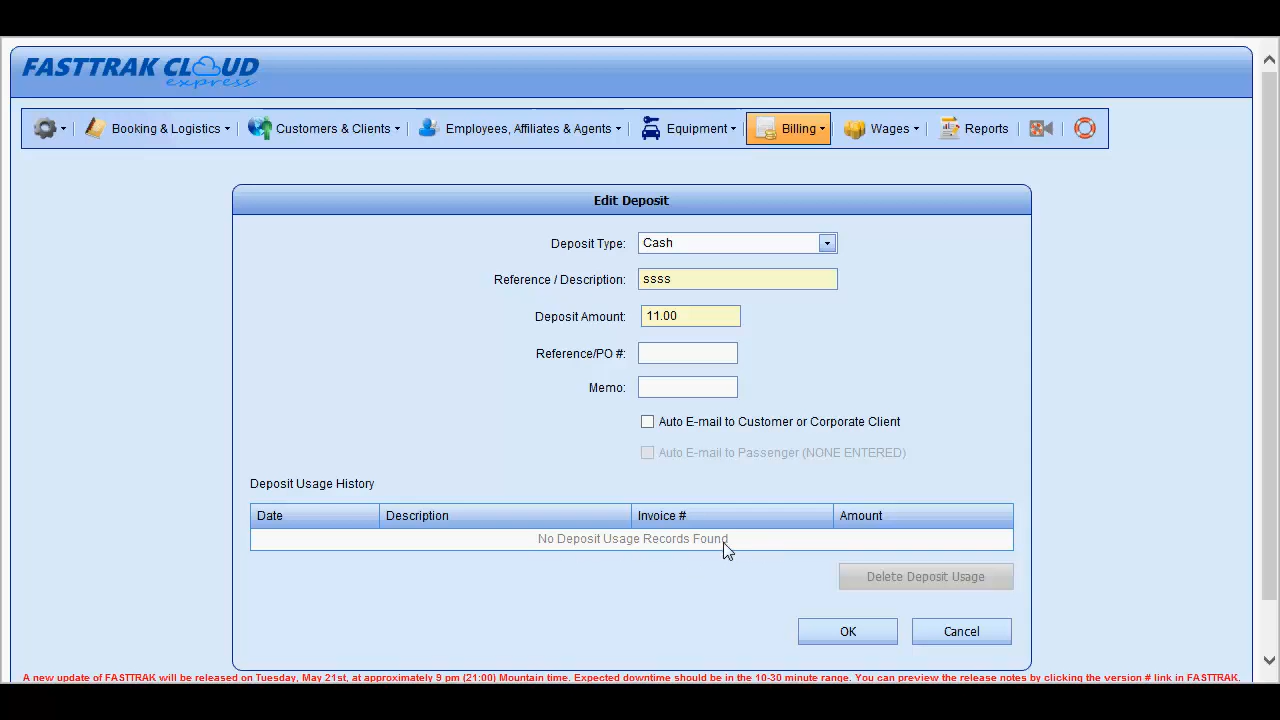 FASTTRAK CLOUD
express
Booking & Logistics
Customers & Clients
Employees, Affiliates & Agents
Equipment
Billing
Wages
Reports
Edit Deposit
Deposit Type: Cash
Reference / Description: ssss
Deposit Amount: 11.00
Reference/PO #:
Memo:
Auto E-mail to Customer or Corporate Client
Auto E-mail to Passenger (NONE ENTERED)
Deposit Usage History
Date Description Invoice # Amount
No Deposit Usage Records Found
Delete Deposit Usage
OK Cancel
A new update of FASTTRAK will be released on Tuesday, May 21st, at approximately 9 pm (21:00) Mountain time. Expected downtime should be in the 10-30 minute range. You can preview the release notes by clicking the version # link in FASTTRAK.